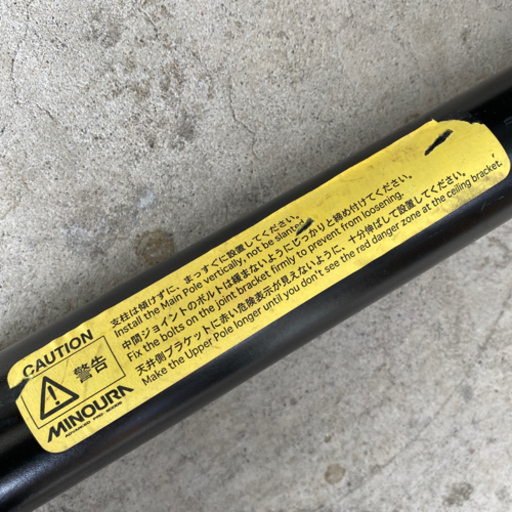 CAUTION
警告
MINOURA
支柱は傾けずに、まっすぐに設置してください。
Install the Main Pole vertically, not be slanted.
中間ジョイントのボルトは緩まないようにじっかりと締め付けてください。
Fix the bolts on the joint bracket firmly to prevent from loosening.
天井側ブラケットに赤い危険表示が見えないように、十分伸ばして設置してください。
Make the Upper Pole longer until you don't see the red danger zone at the ceiling bracket.